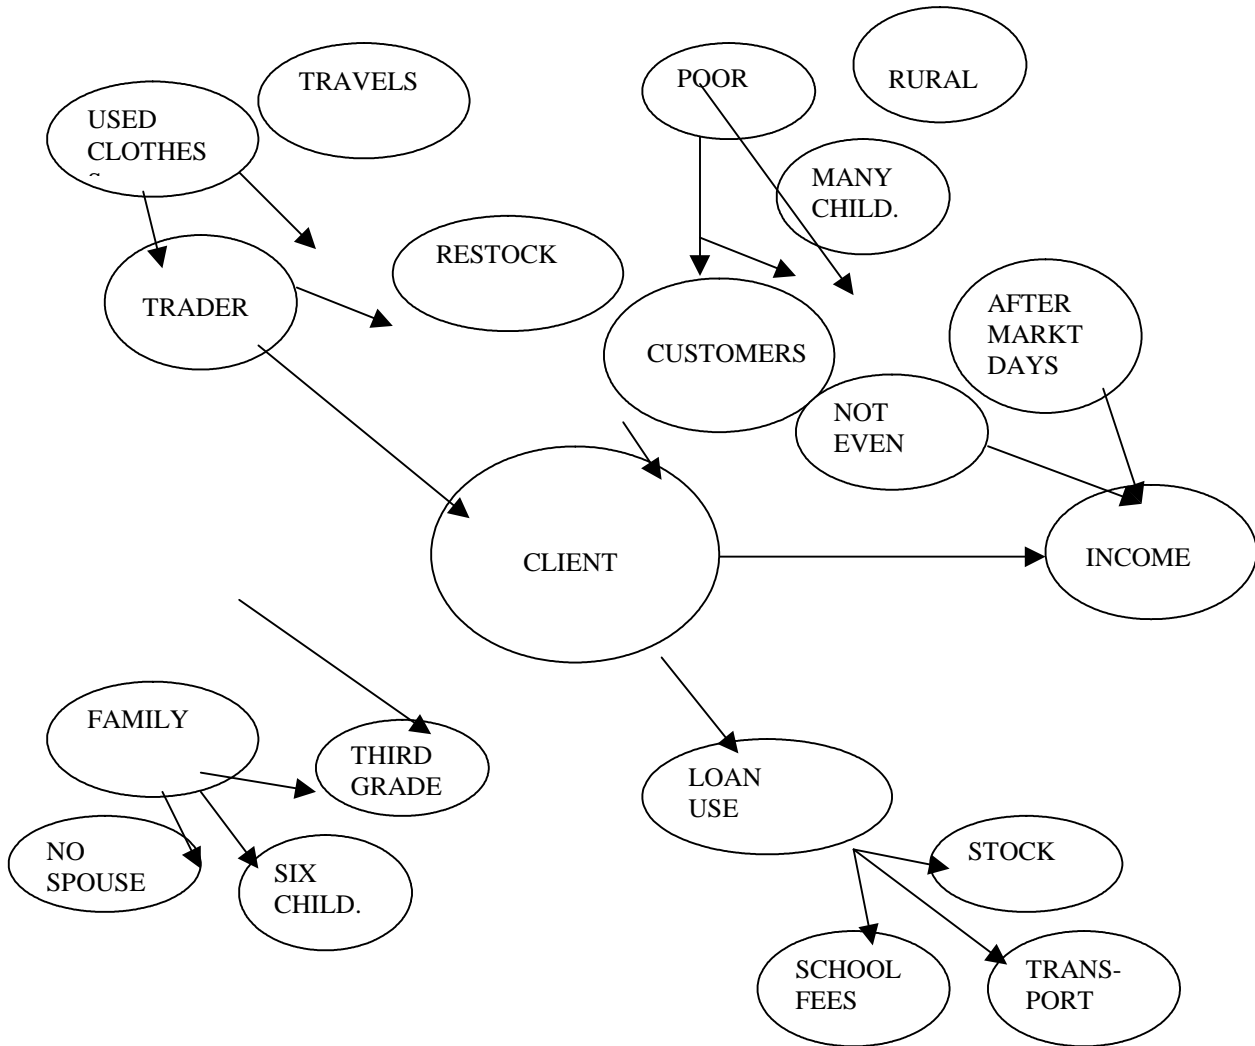 TRAVELS
USED
CLOTHES
POOR
RURAL
MANY
CHILD.
RESTOCK
TRADER
CUSTOMERS
AFTER
MARKT
DAYS
NOT
EVEN
CLIENT
INCOME
FAMILY
THIRD
GRADE
NO
SPOUSE
SIX
CHILD.
LOAN
USE
STOCK
SCHOOL
FEES
TRANS-
PORT